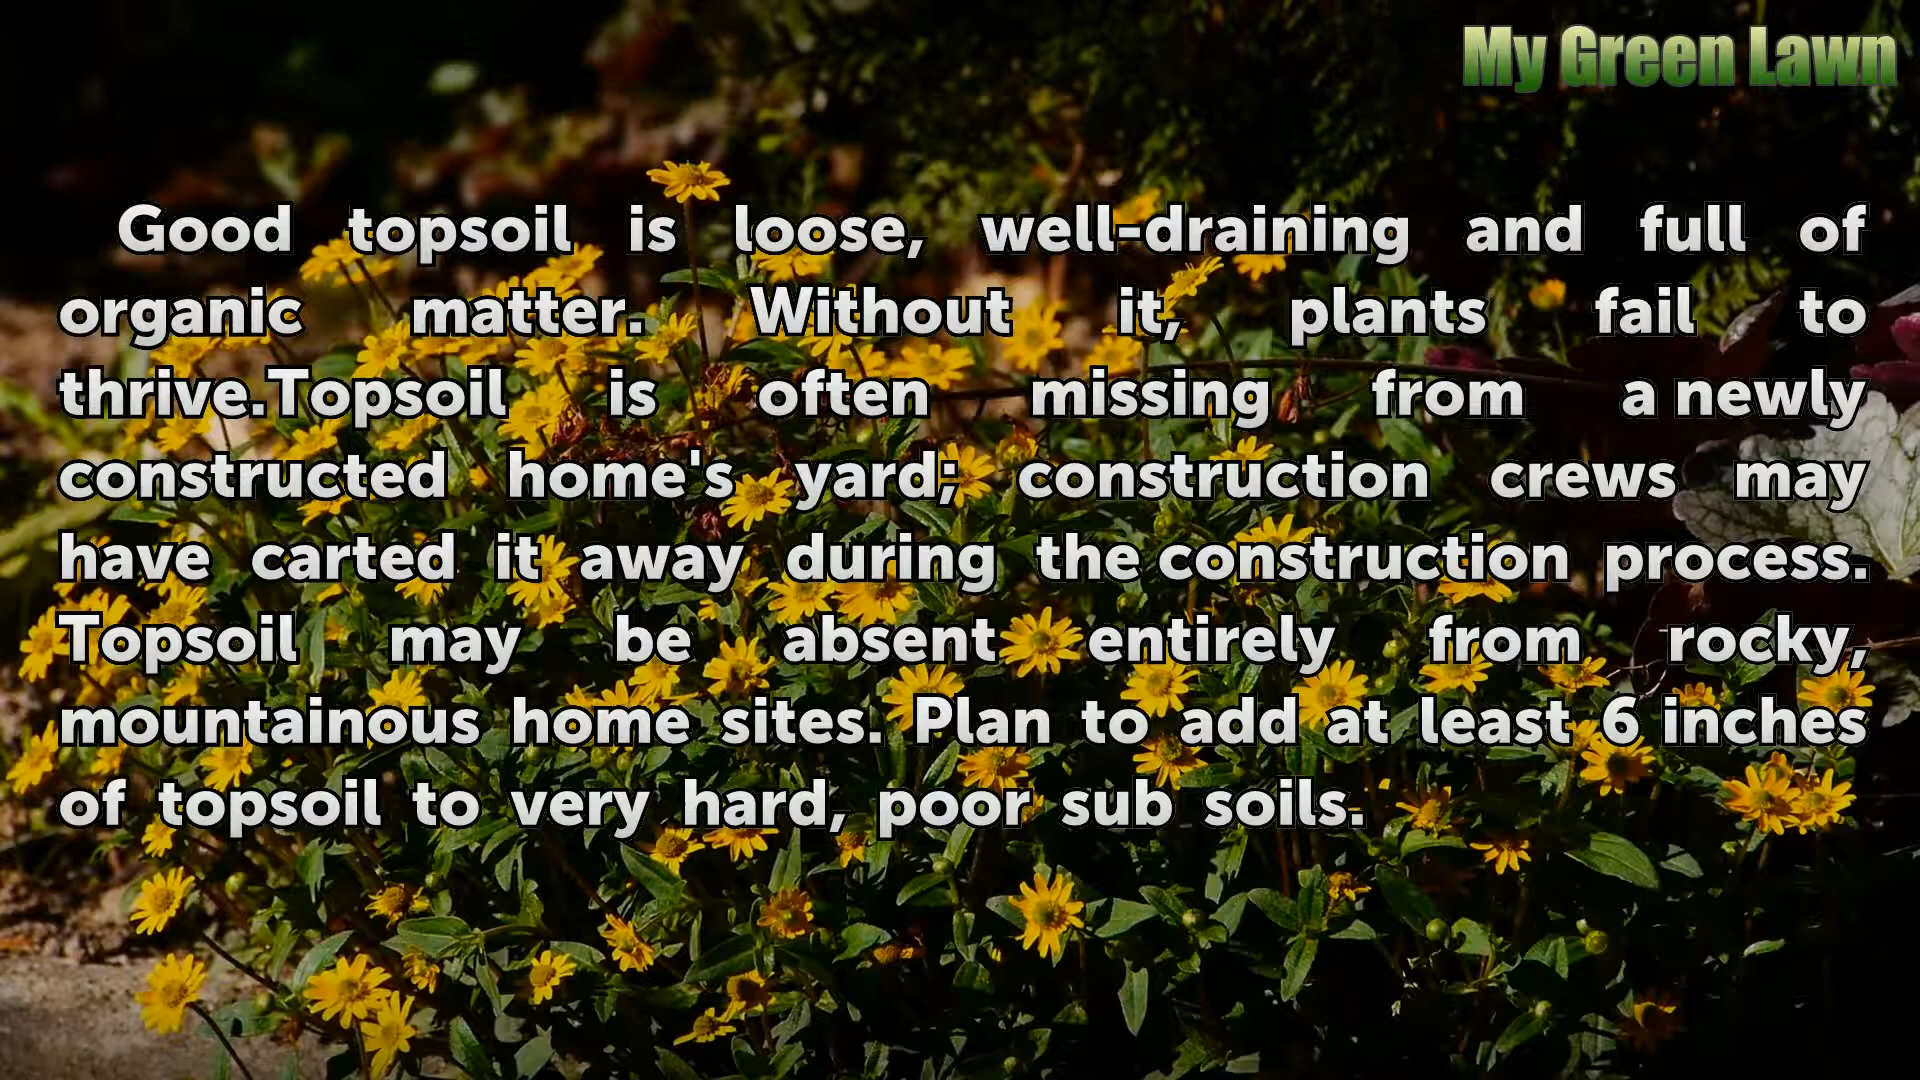 My Green Lawn
Good topsoil is loose, well-draining and full of
organic matter. Without it, plants fail to
thrive.Topsoil is often missing from a newly
constructed home's yard; construction crews may
have carted it away during the construction process.
Topsoil may be absent entirely from rocky,
mountainous home sites. Plan to add at least 6 inches
of topsoil to very hard, poor sub soils.